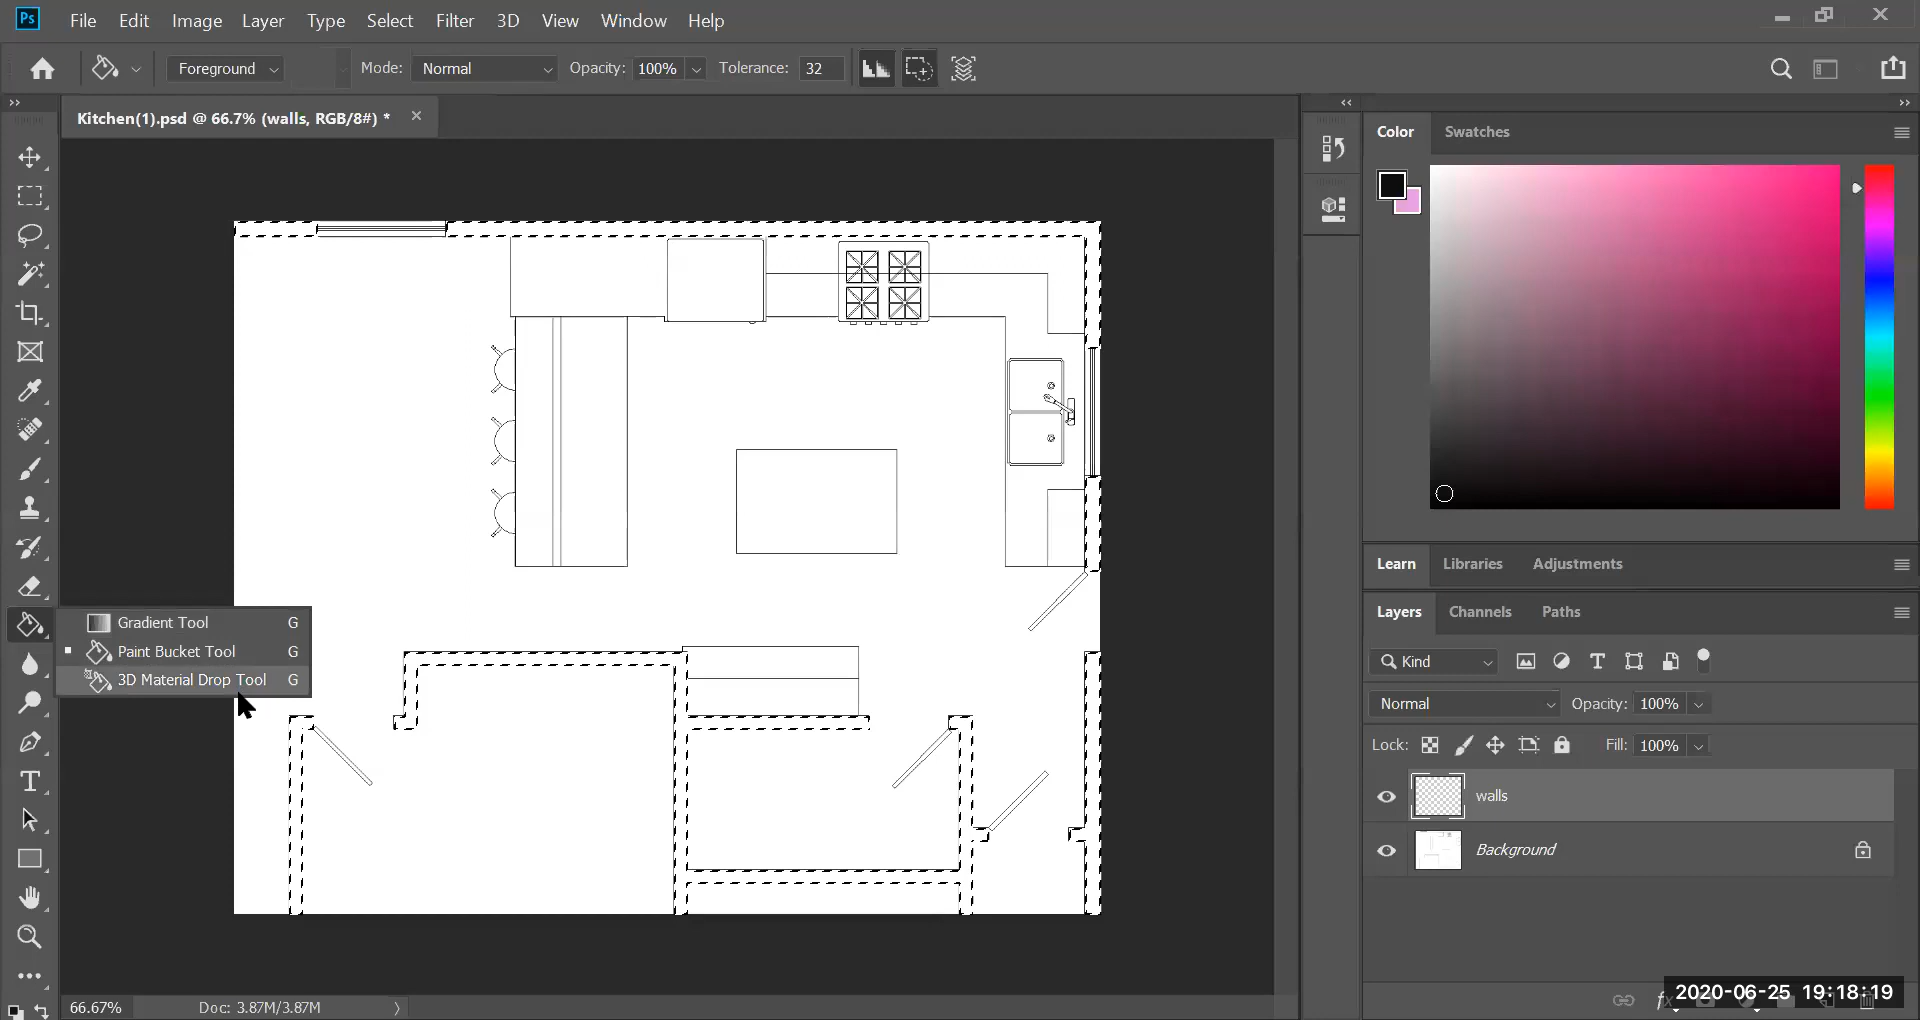 Ps File Edit Image Layer Type Select Filter 3D View Window Help
Foreground Mode: Normal Opacity: 100% Tolerance: 32
Kitchen(1).psd @ 66.7% (walls, RGB/8#) *
Color Swatches
Learn Libraries Adjustments
Layers Channels Paths
Gradient Tool G
Paint Bucket Tool G
3D Material Drop Tool G
Kind
Normal Opacity: 100%
Lock: Fill: 100%
walls
Background
2020-06-25 19:18:19
66.67% Doc: 3.87M/3.87M
fx